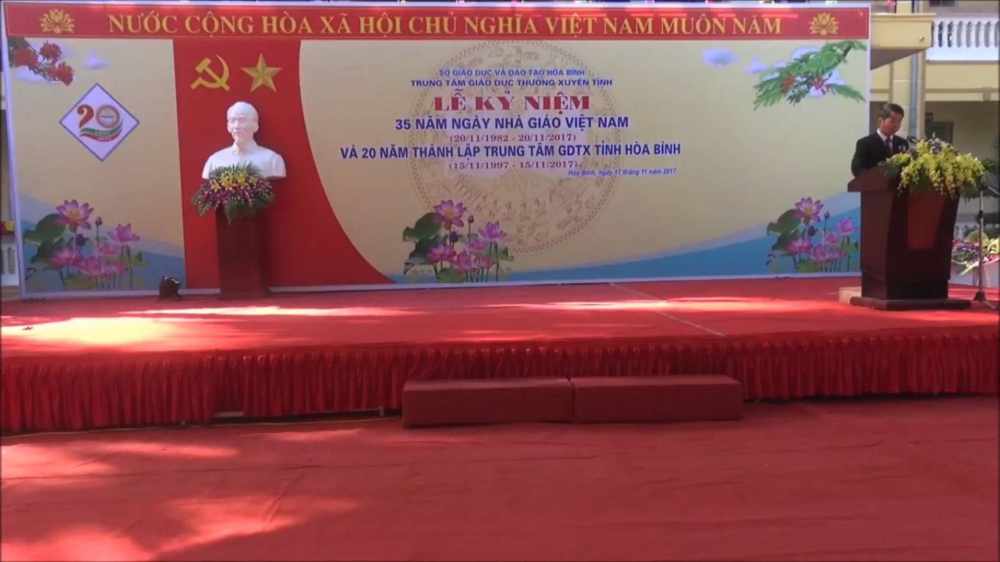 NƯỚC CỘNG HÒA XÃ HỘI CHỦ NGHĨA VIỆT NAM MUÔN NĂM
SỞ GIÁO DỤC VÀ ĐÀO TẠO HÒA BÌNH
TRUNG TÂM GIÁO DỤC THƯỜNG XUYÊN TỈNH
LỄ KỶ NIỆM
35 NĂM NGÀY NHÀ GIÁO VIỆT NAM
(20/11/1982 - 20/11/2017)
VÀ 20 NĂM THÀNH LẬP TRUNG TÂM GDTX TỈNH HÒA BÌNH
(15/11/1997 - 15/11/2017)
Hòa Bình, ngày 17 tháng 11 năm 2017
20